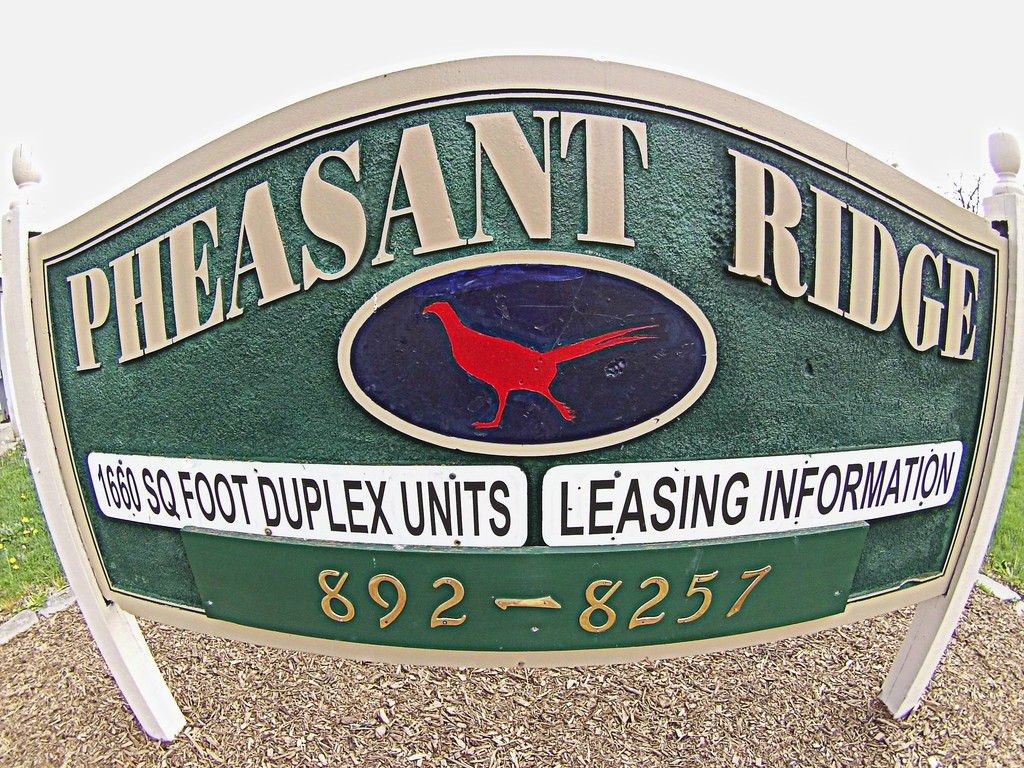 PHEASANT RIDGE
1660 SQ FOOT DUPLEX UNITS
LEASING INFORMATION
892-8257